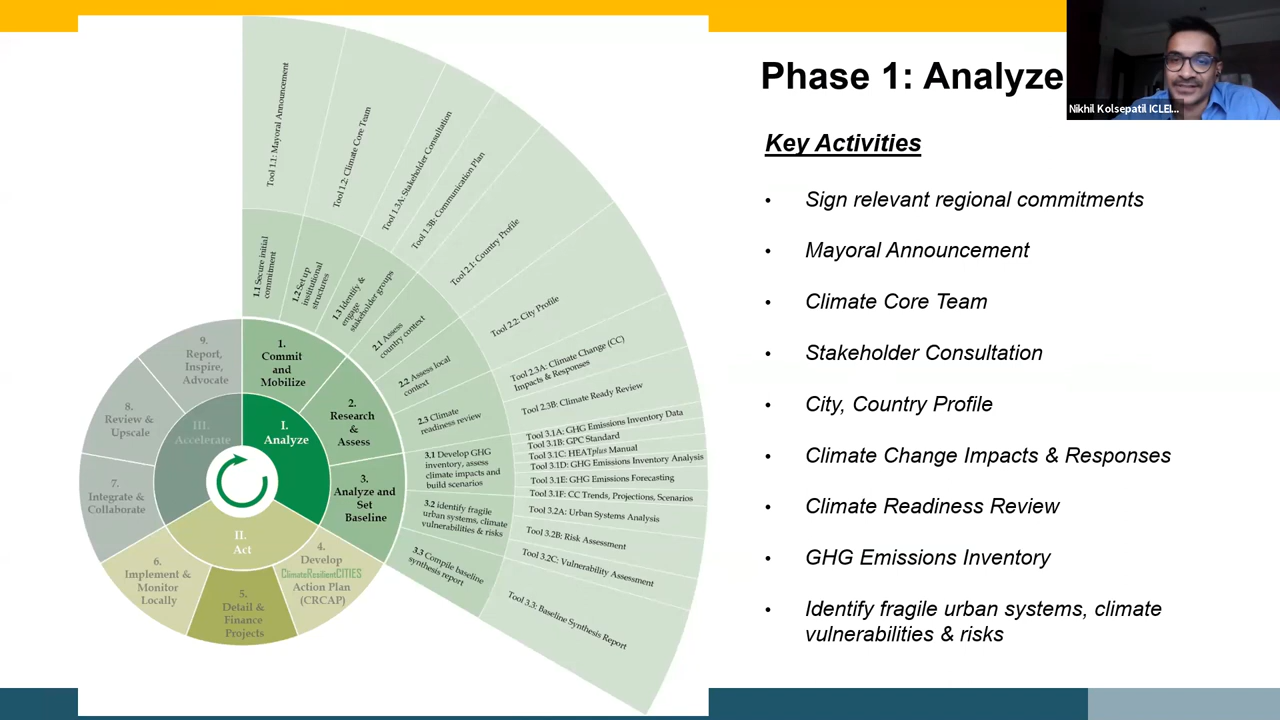 Phase 1: Analyze
Nikhil Kolsepatil ICLEI...
Key Activities
• Sign relevant regional commitments
• Mayoral Announcement
• Climate Core Team
• Stakeholder Consultation
• City, Country Profile
• Climate Change Impacts & Responses
• Climate Readiness Review
• GHG Emissions Inventory
• Identify fragile urban systems, climate
vulnerabilities & risks
Tool 1.1: Mayoral Announcement
Tool 1.2: Climate Core Team
Tool 1.3A: Stakeholder Consultation
Tool 1.3B: Communication Plan
Tool 2.1: Country Profile
Tool 2.2: City Profile
Tool 2.3A: Climate Change (CC)
Impacts & Responses
Tool 2.3B: Climate Ready Review
Tool 3.1A: GHG Emissions Inventory Data
Tool 3.1B: GPC Standard
Tool 3.1C: HEATplus Manual
Tool 3.1D: GHG Emissions Inventory Analysis
Tool 3.1E: GHG Emissions Forecasting
Tool 3.1F: CC Trends, Projections, Scenarios
Tool 3.2A: Urban Systems Analysis
Tool 3.2B: Risk Assessment
Tool 3.2C: Vulnerability Assessment
Tool 3.3: Baseline Synthesis Report
1.1 Secure initial
commitment
1.2 Set up
institutional
structures
1.3 Identify &
engage
stakeholder groups
2.1 Assess
country context
2.2 Assess local
context
2.3 Climate
readiness review
3.1 Develop GHG
inventory, assess
climate impacts and
build scenarios
3.2 identify fragile
urban systems, climate
vulnerabilities & risks
3.3 Compile baseline
synthesis report
1.
Commit
and
Mobilize
2.
Research
&
Assess
3.
Analyze and
Set
Baseline
4.
Develop
ClimateResilientCITIES
Action Plan
(CRCAP)
5.
Detail &
Finance
Projects
6.
Implement &
Monitor
Locally
7.
Integrate &
Collaborate
8.
Review &
Upscale
9.
Report,
Inspire,
Advocate
I.
Analyze
II.
Act
III.
Accelerate